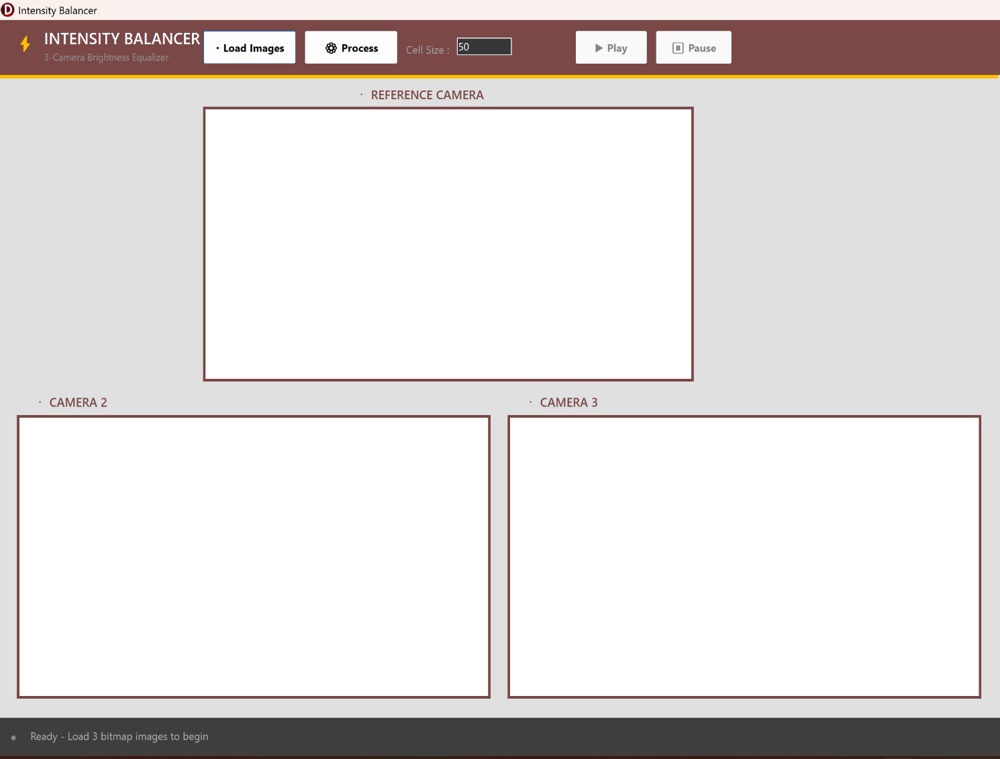 Intensity Balancer
INTENSITY BALANCER
3-Camera Brightness Equalizer
Load Images
Process
Cell Size :
50
Play
Pause
REFERENCE CAMERA
CAMERA 2
CAMERA 3
Ready - Load 3 bitmap images to begin